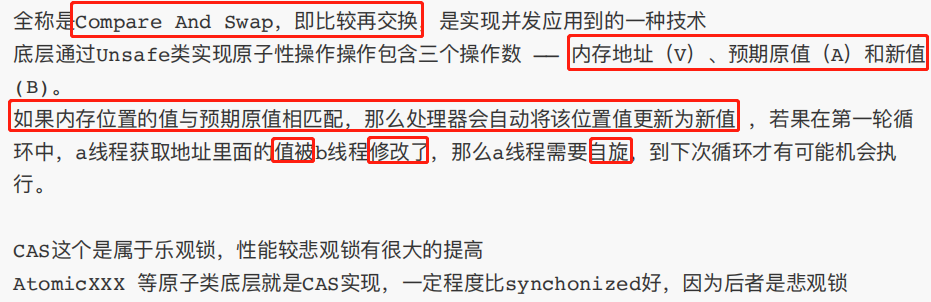 全称是Compare And Swap，即比较再交换，是实现并发应用到的一种技术
底层通过Unsafe类实现原子性操作操作包含三个操作数 —— 内存地址（V）、预期原值（A）和新值
(B)。
如果内存位置的值与预期原值相匹配，那么处理器会自动将该位置值更新为新值 ，若果在第一轮循
环中，a线程获取地址里面的值被b线程修改了，那么a线程需要自旋，到下次循环才有可能机会执
行。
CAS这个是属于乐观锁，性能较悲观锁有很大的提高
AtomicXXX 等原子类底层就是CAS实现，一定程度比synchonized好，因为后者是悲观锁